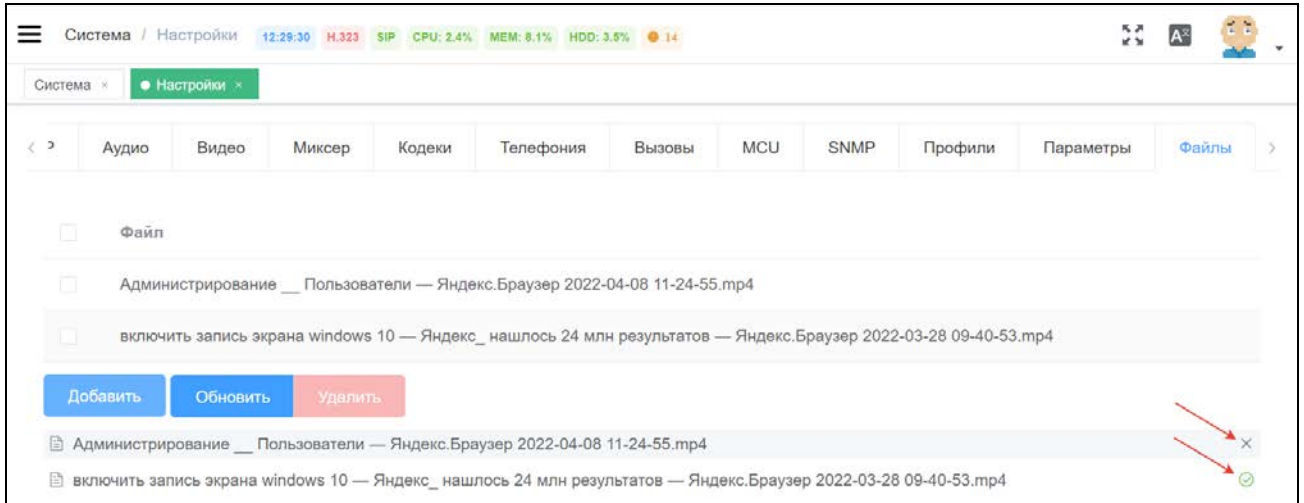 Система / Настройки 12:29:30 H.323 SIP CPU: 2.4% MEM: 8.1% HDD: 3.5% 14
Система × Настройки ×
Аудио Видео Миксер Кодеки Телефония Вызовы MCU SNMP Профили Параметры Файлы
Файл
Администрирование __ Пользователи — Яндекс.Браузер 2022-04-08 11-24-55.mp4
включить запись экрана windows 10 — Яндекс_ нашлось 24 млн результатов — Яндекс.Браузер 2022-03-28 09-40-53.mp4
Добавить Обновить Удалить
Администрирование __ Пользователи — Яндекс.Браузер 2022-04-08 11-24-55.mp4
включить запись экрана windows 10 — Яндекс_ нашлось 24 млн результатов — Яндекс.Браузер 2022-03-28 09-40-53.mp4